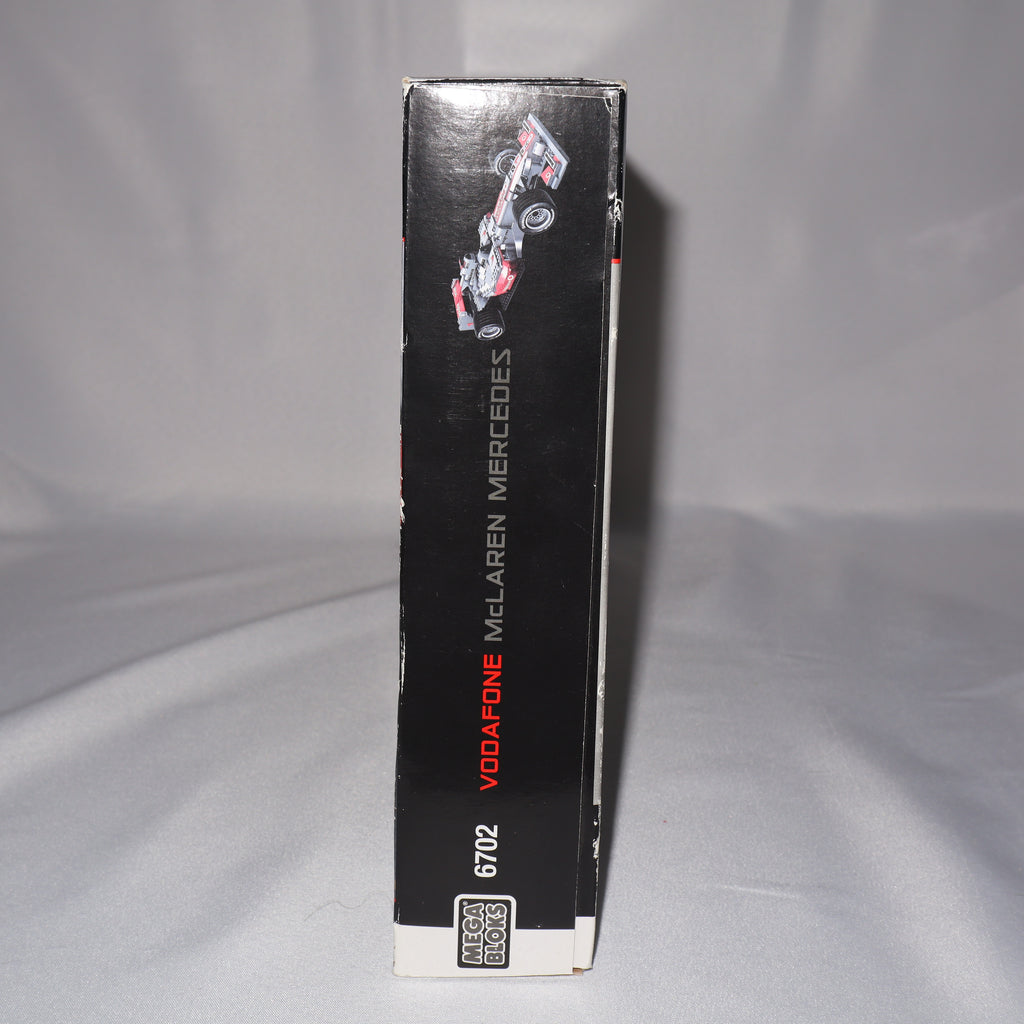 MEGA
BLOKS
6702 VODAFONE McLAREN MERCEDES